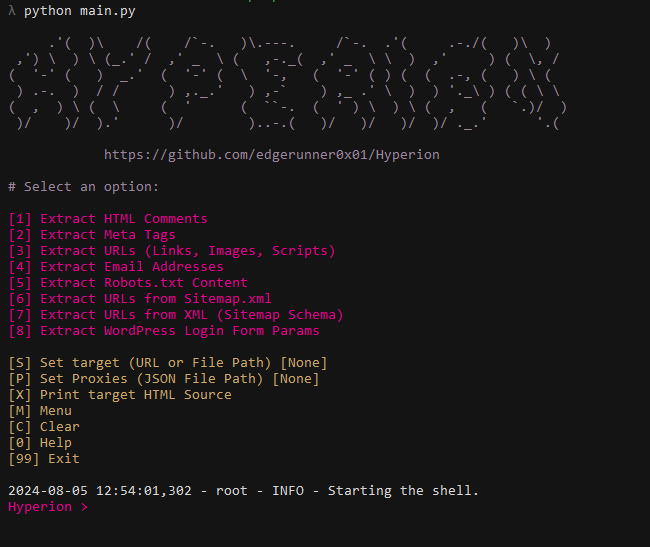 λ python main.py
https://github.com/edgerunner0x01/Hyperion
# Select an option:
[1] Extract HTML Comments
[2] Extract Meta Tags
[3] Extract URLs (Links, Images, Scripts)
[4] Extract Email Addresses
[5] Extract Robots.txt Content
[6] Extract URLs from Sitemap.xml
[7] Extract URLs from XML (Sitemap Schema)
[8] Extract WordPress Login Form Params
[S] Set target (URL or File Path) [None]
[P] Set Proxies (JSON File Path) [None]
[X] Print target HTML Source
[M] Menu
[C] Clear
[0] Help
[99] Exit
2024-08-05 12:54:01,302 - root - INFO - Starting the shell.
Hyperion >